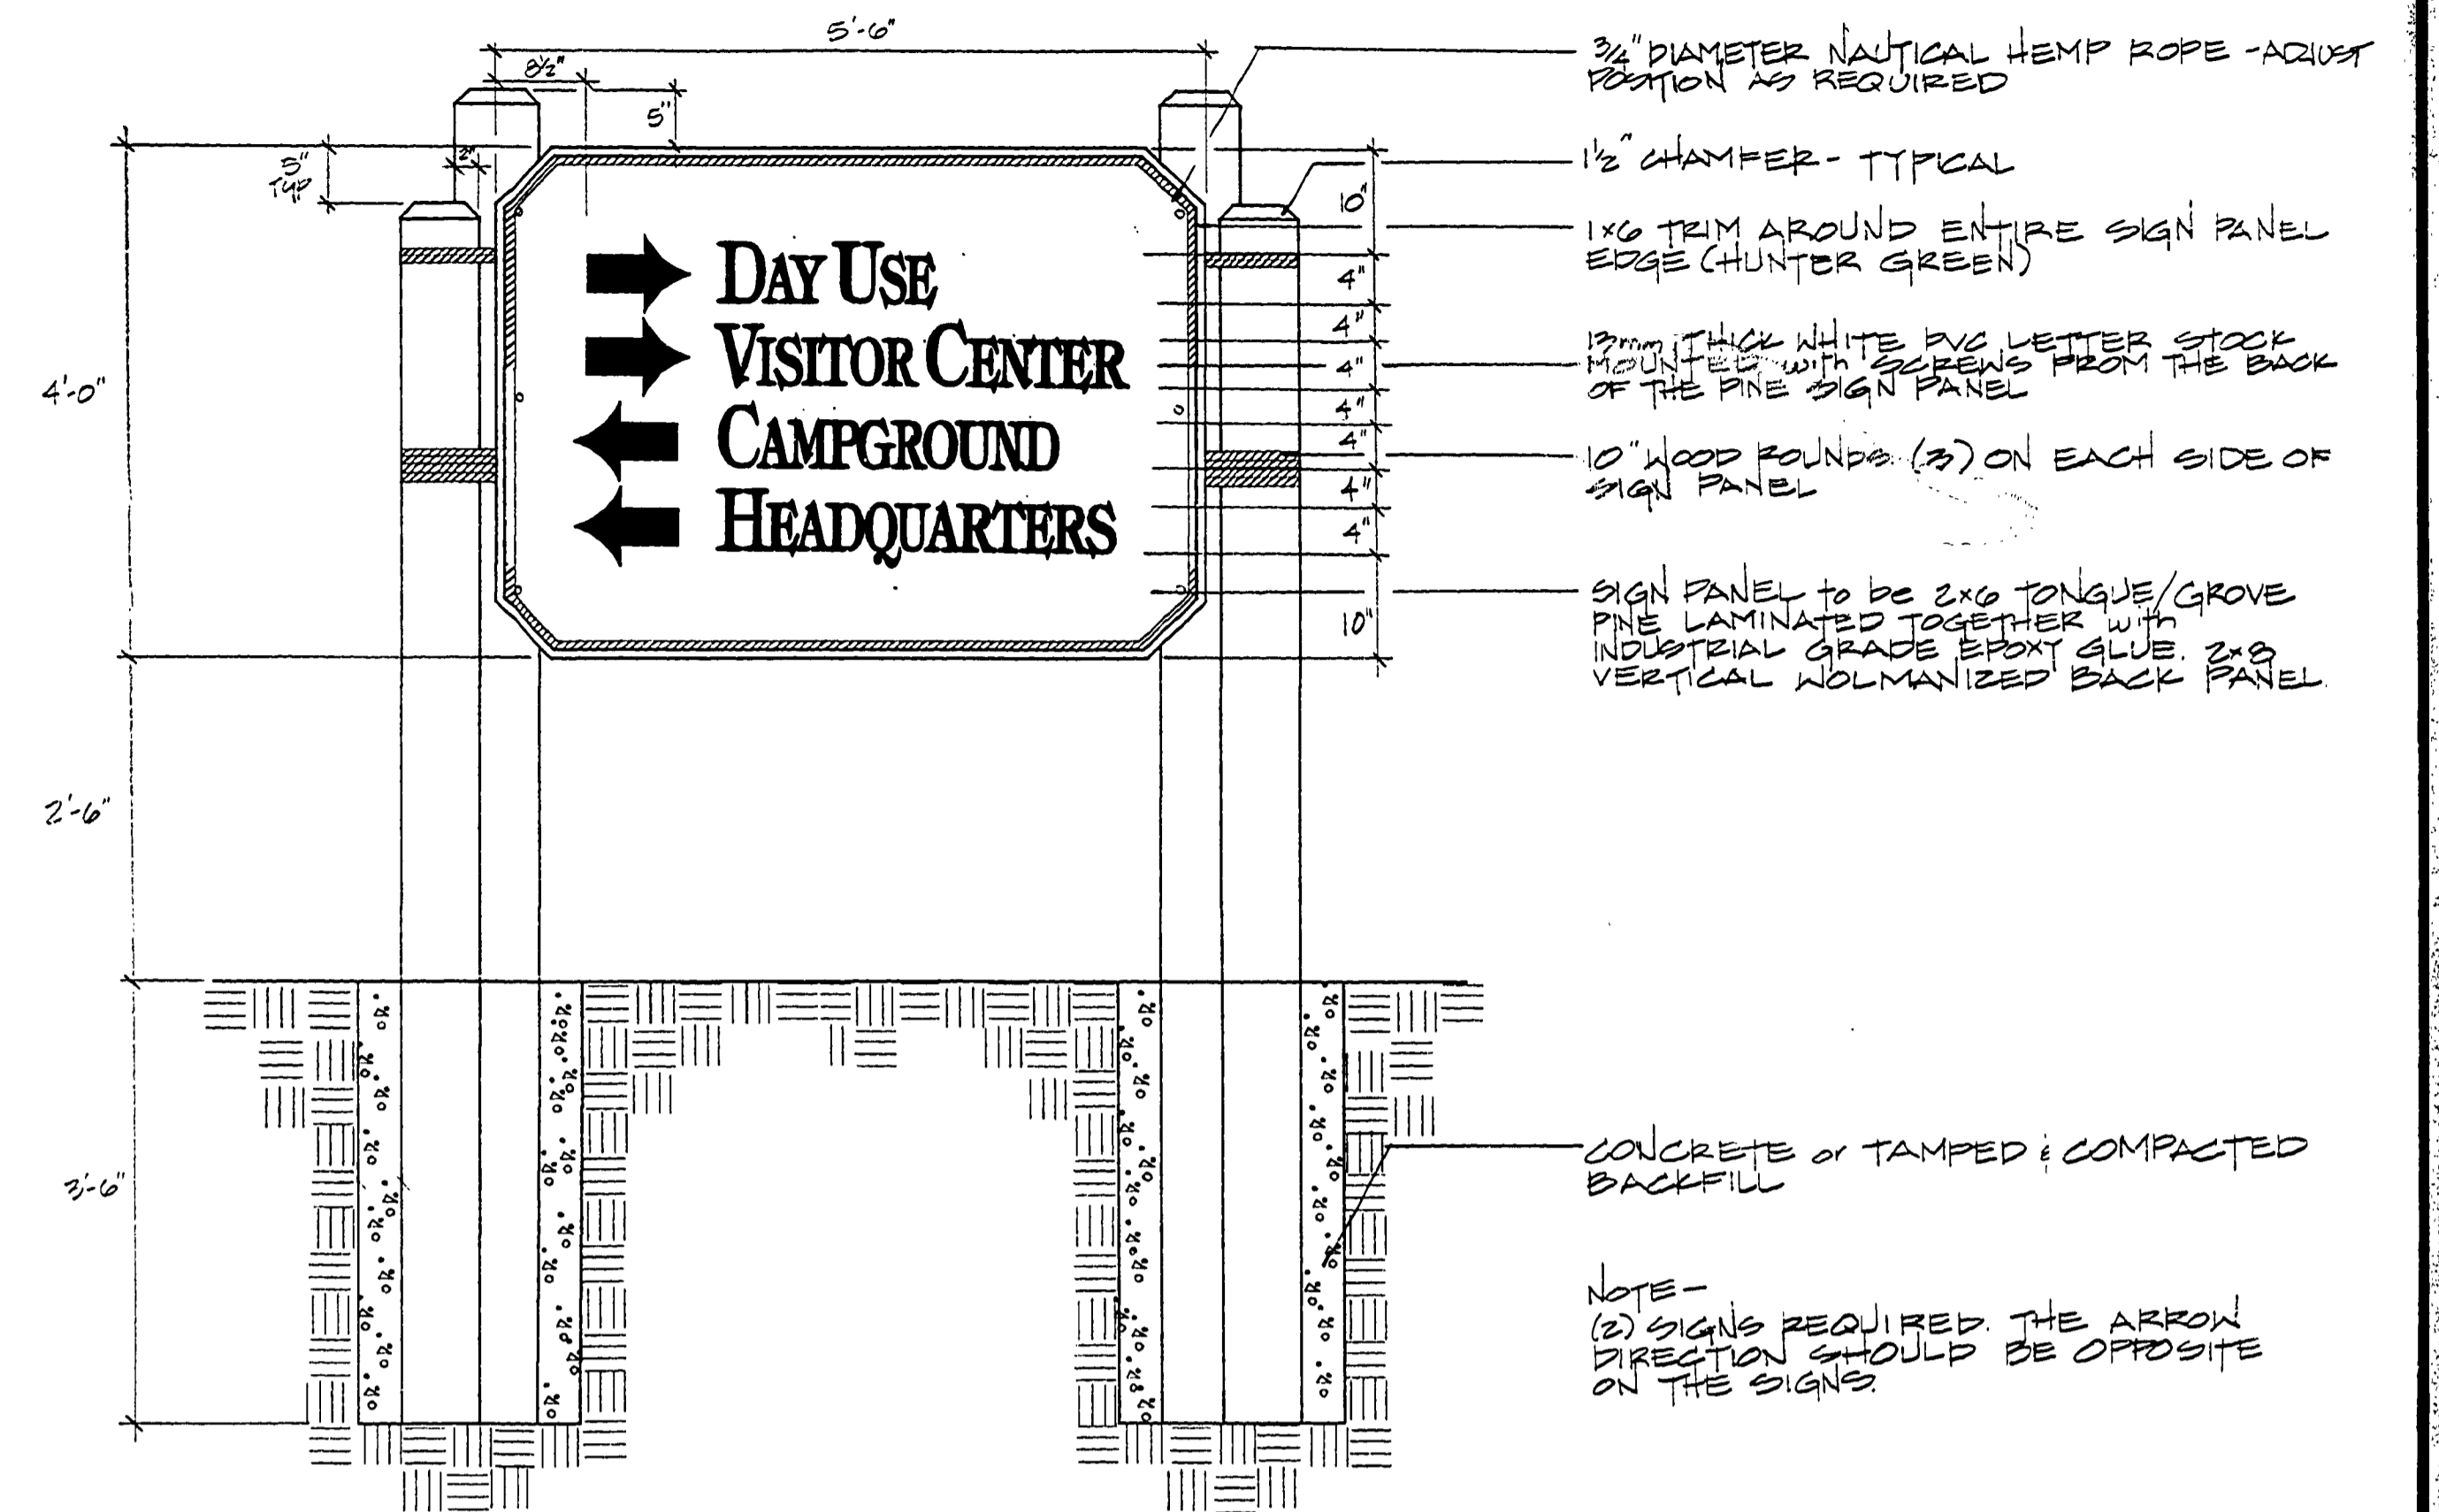 5'-6"
8½"
5"
2"
5"
TYP
4'-0"
2'-6"
3'-6"
DAY USE
VISITOR CENTER
CAMPGROUND
HEADQUARTERS
10"
4"
4"
4"
4"
4"
4"
4"
10"
3/4" DIAMETER NAUTICAL HEMP ROPE - ADJUST
POSITION AS REQUIRED
1½" CHAMFER - TYPICAL
1x6 TRIM AROUND ENTIRE SIGN PANEL
EDGE (HUNTER GREEN)
13mm THICK WHITE PVC LETTER STOCK
MOUNTED with SCREWS FROM THE BACK
OF THE PINE SIGN PANEL
10" WOOD ROUNDS (3) ON EACH SIDE OF
SIGN PANEL
SIGN PANEL to be 2x6 TONGUE/GROVE
PINE LAMINATED TOGETHER with
INDUSTRIAL GRADE EPOXY GLUE. 2x8
VERTICAL WOLMANIZED BACK PANEL.
CONCRETE or TAMPED & COMPACTED
BACKFILL
NOTE-
(2) SIGNS REQUIRED. THE ARROW
DIRECTION SHOULD BE OPPOSITE
ON THE SIGNS.